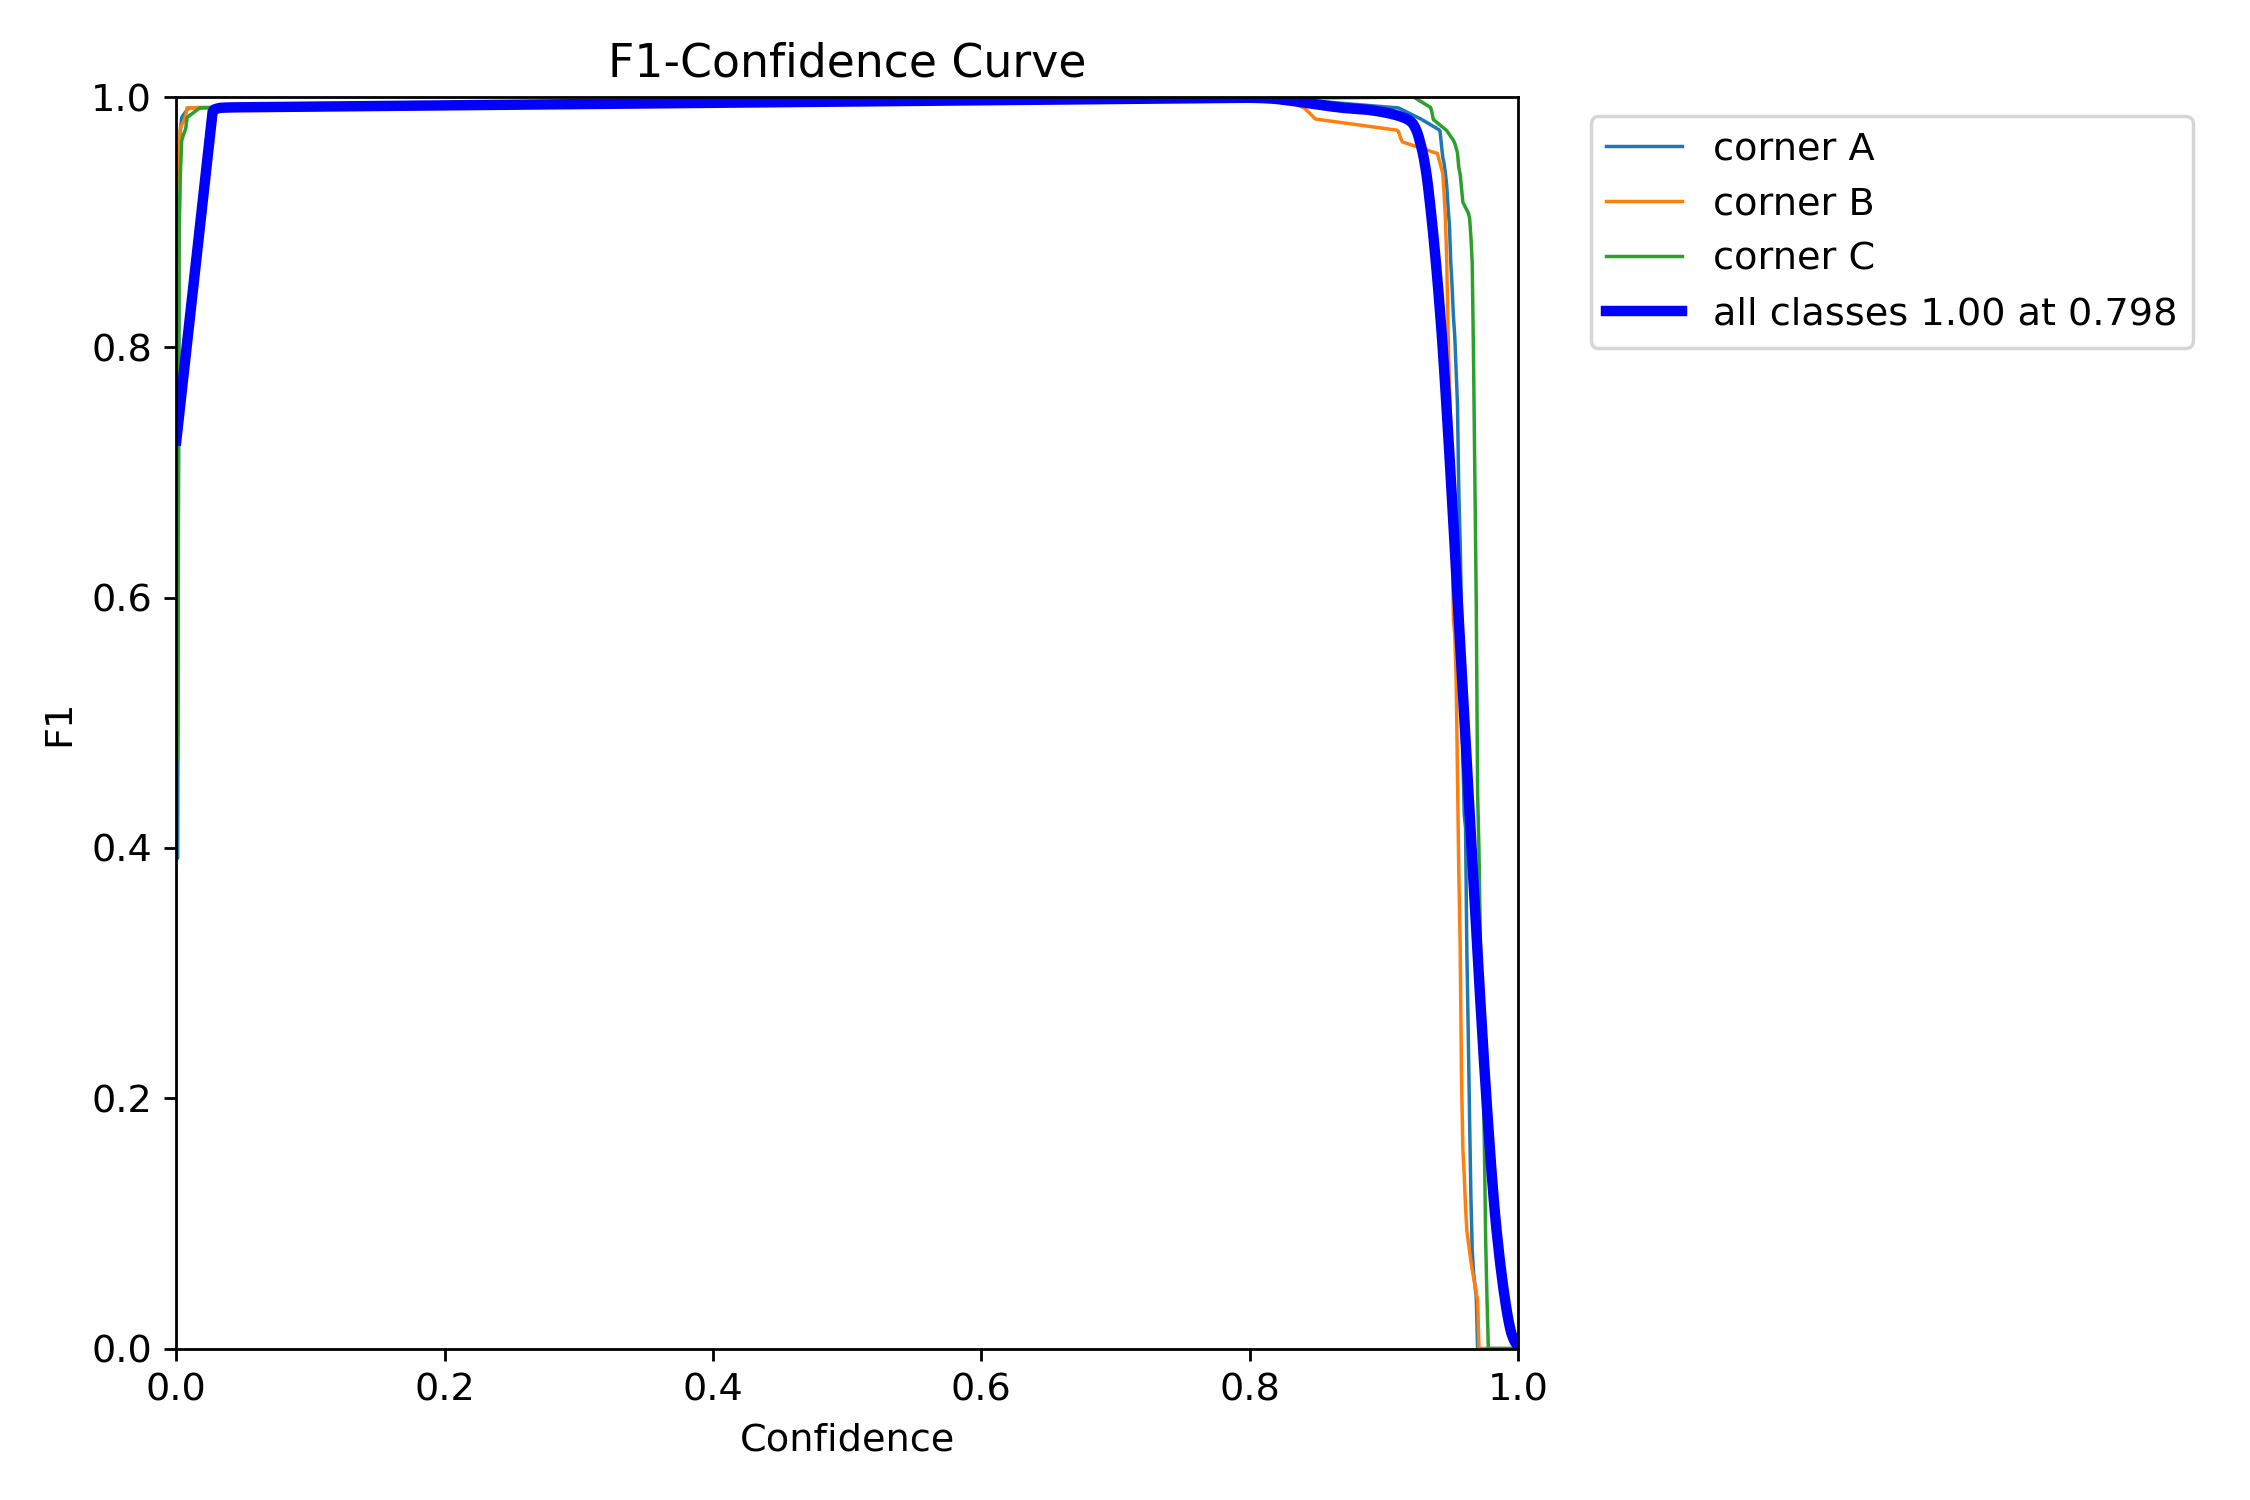 F1-Confidence Curve
1.0
0.8
0.6
0.4
0.2
0.0
F1
0.0 0.2 0.4 0.6 0.8 1.0
Confidence
corner A
corner B
corner C
all classes 1.00 at 0.798